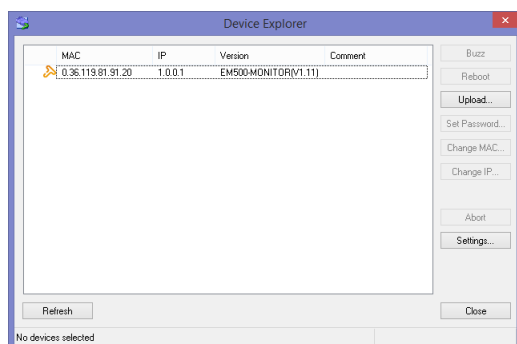 Device Explorer
MAC IP Version Comment
0.36.119.81.91.20 1.0.0.1 EM500-MONITOR(V1.11)
Buzz
Reboot
Upload...
Set Password...
Change MAC...
Change IP...
Abort
Settings...
Refresh
Close
No devices selected